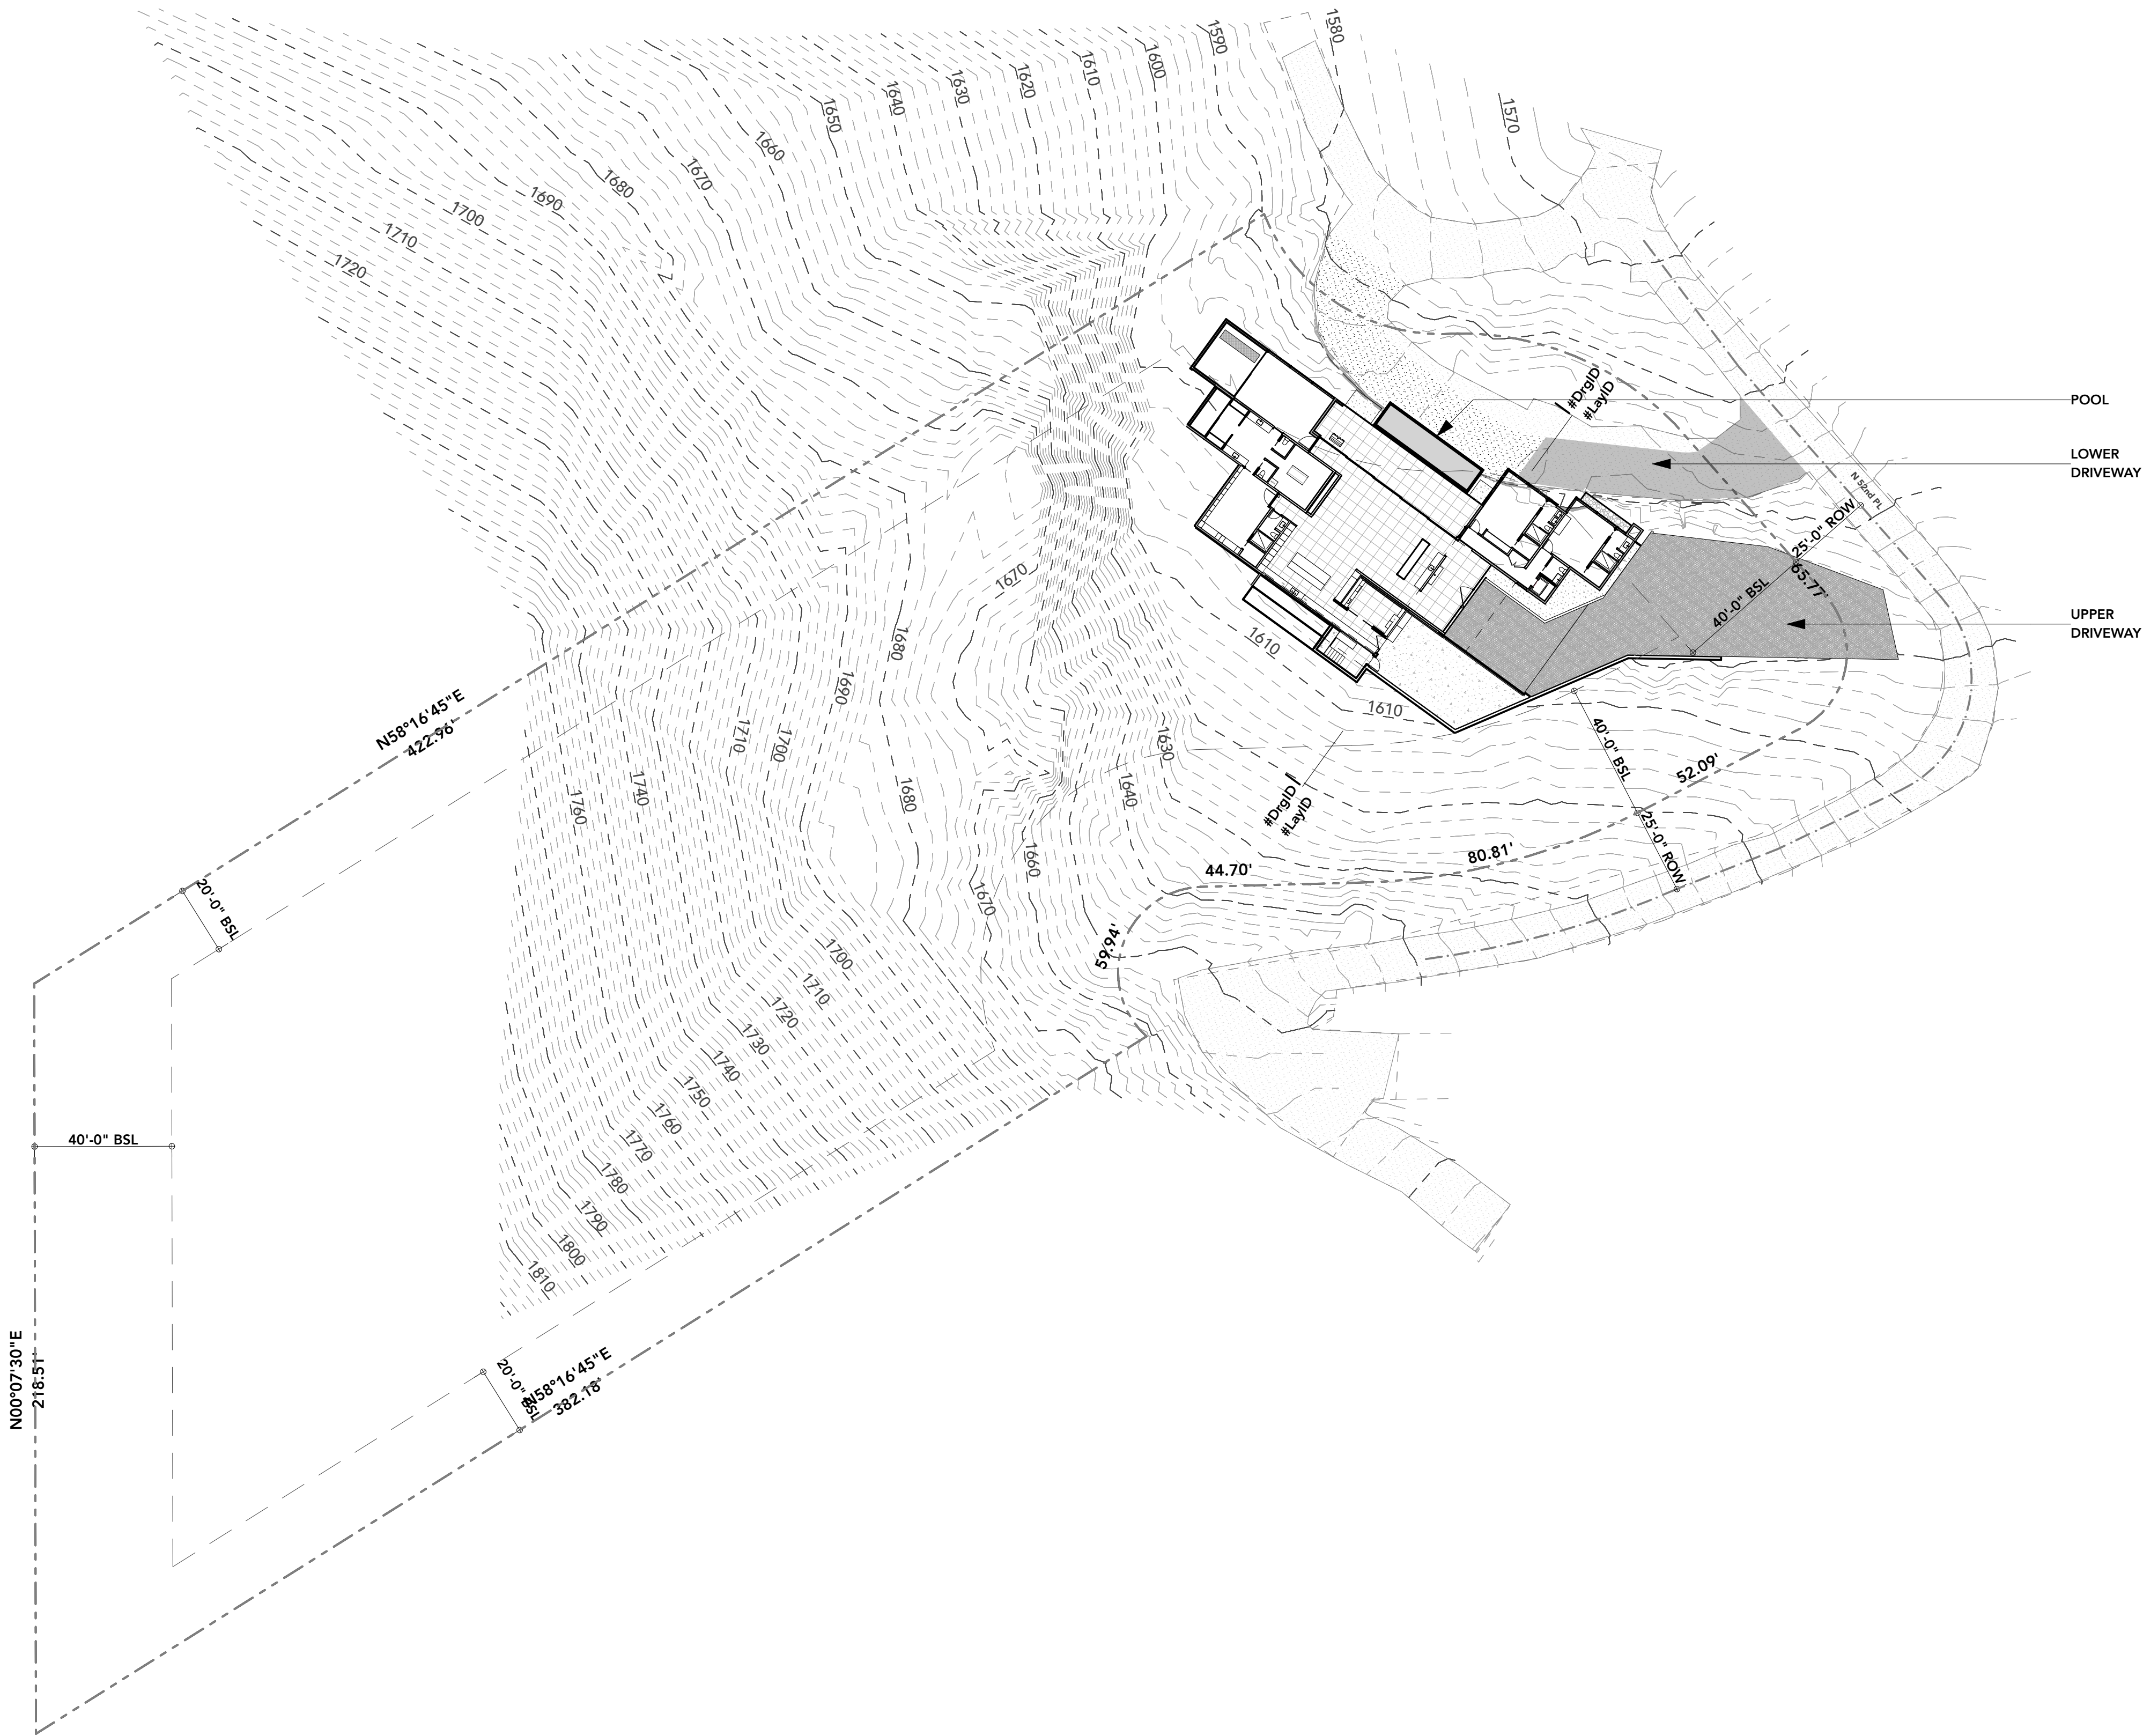 1580
1590
1600
1610
1620
1630
1640
1650
1660
1670
1680
1690
1700
1710
1720
1570
#DrgID
#LayID
POOL
LOWER
DRIVEWAY
N 52nd PL
25'-0" ROW
65.77'
40'-0" BSL
UPPER
DRIVEWAY
1670
1680
1690
1710
1700
1610
1610
1630
1640
1680
1740
1760
1660
1670
N58°16'45"E
422.96'
40'-0" BSL
52.09'
#DrgID
#LayID
25'-0" ROW
80.81'
44.70'
59.94'
20'-0" BSL
1700
1710
1720
1730
1740
1750
1760
1770
1780
1790
1800
1810
40'-0" BSL
N00°07'30"E
218.51'
20'-0" BSL
N58°16'45"E
382.18'